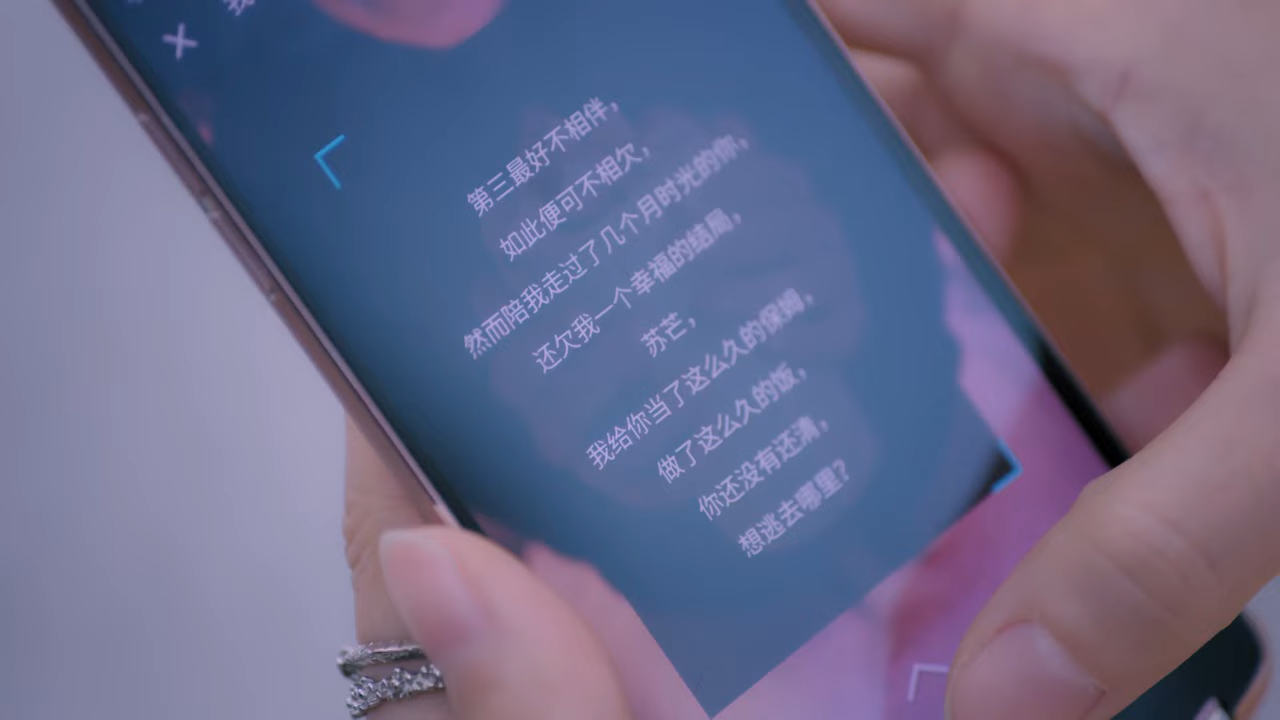 第三最好不相伴，
如此便可不相欠，
然而陪我走过了几个月时光的你，
还欠我一个幸福的结局，
苏芒，
我给你当了这么久的保姆，
做了这么久的饭，
你还没有还清，
想逃去哪里？